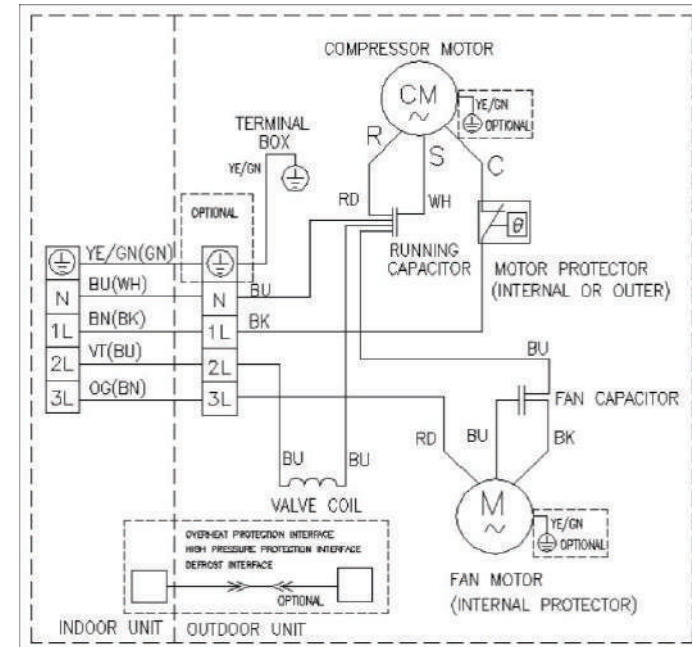 COMPRESSOR MOTOR
CM
~
YE/GN
OPTIONAL
TERMINAL
BOX
YE/GN
R
S
C
RD
WH
OPTIONAL
θ
RUNNING
CAPACITOR
MOTOR PROTECTOR
(INTERNAL OR OUTER)
YE/GN(GN)
N
BU(WH)
N
BU
1L
BN(BK)
1L
BK
2L
VT(BU)
2L
3L
OG(BN)
3L
BU
FAN CAPACITOR
RD
BU
BK
BU
BU
VALVE COIL
M
~
YE/GN
OPTIONAL
OVERHEAT PROTECTION INTERFACE
HIGH PRESSURE PROTECTION INTERFACE
DEFROST INTERFACE
OPTIONAL
FAN MOTOR
(INTERNAL PROTECTOR)
INDOOR UNIT
OUTDOOR UNIT